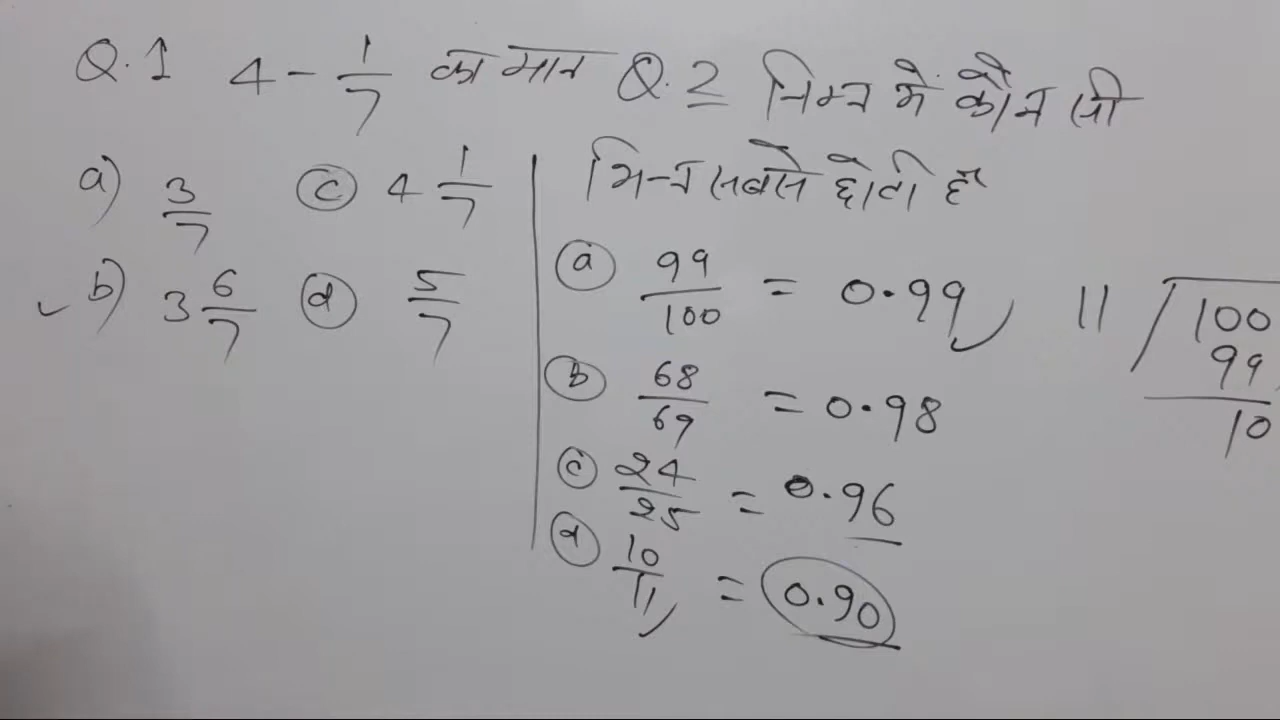 Q.1 4 - 1/7 का मान
a) 3/7 (c) 4 1/7
b) 3 6/7 (d) 5/7
Q.2 निम्न में कौन सी
भिन्न सबसे छोटी है
(a) 99/100 = 0.99
(b) 68/69 = 0.98
(c) 24/25 = 0.96
(d) 10/11 = 0.90
11 100
99
10